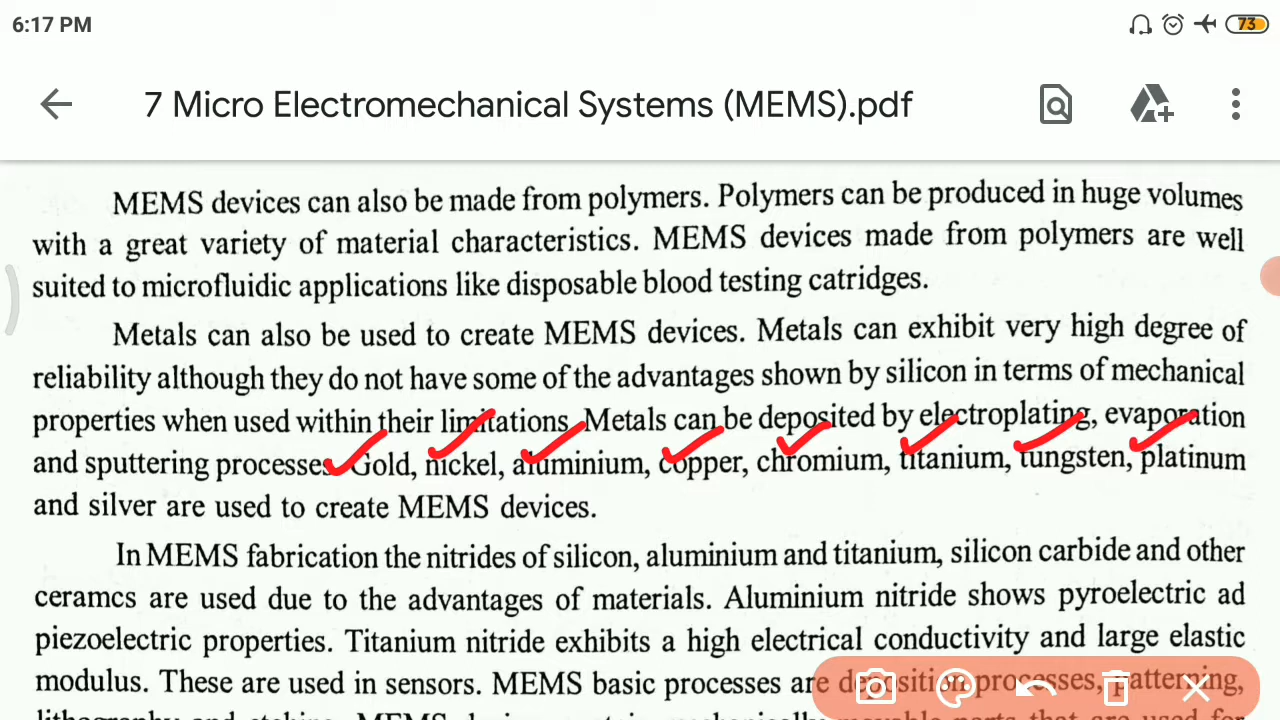 6:17 PM
73
7 Micro Electromechanical Systems (MEMS).pdf
MEMS devices can also be made from polymers. Polymers can be produced in huge volumes
with a great variety of material characteristics. MEMS devices made from polymers are well
suited to microfluidic applications like disposable blood testing catridges.
Metals can also be used to create MEMS devices. Metals can exhibit very high degree of
reliability although they do not have some of the advantages shown by silicon in terms of mechanical
properties when used within their limitations. Metals can be deposited by electroplating, evaporation
and sputtering processes. Gold, nickel, aluminium, copper, chromium, titanium, tungsten, platinum
and silver are used to create MEMS devices.
In MEMS fabrication the nitrides of silicon, aluminium and titanium, silicon carbide and other
ceramcs are used due to the advantages of materials. Aluminium nitride shows pyroelectric ad
piezoelectric properties. Titanium nitride exhibits a high electrical conductivity and large elastic
modulus. These are used in sensors. MEMS basic processes are deposition processes, patterning,